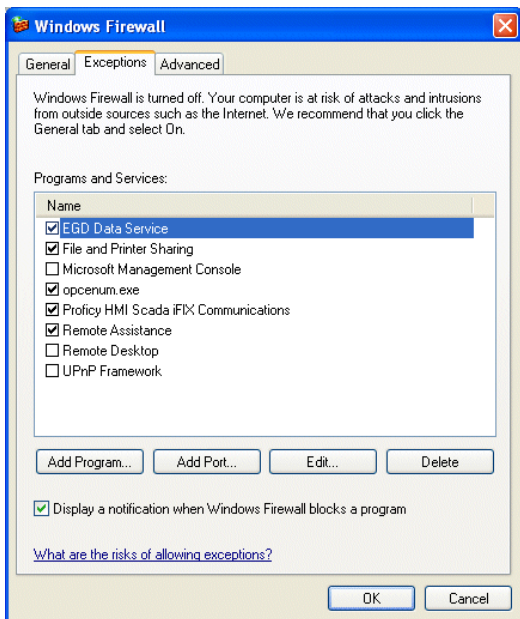 Windows Firewall
General Exceptions Advanced
Windows Firewall is turned off. Your computer is at risk of attacks and intrusions
from outside sources such as the Internet. We recommend that you click the
General tab and select On.
Programs and Services:
Name
EGD Data Service
File and Printer Sharing
Microsoft Management Console
opcenum.exe
Proficy HMI Scada iFIX Communications
Remote Assistance
Remote Desktop
UPnP Framework
Add Program... Add Port... Edit... Delete
Display a notification when Windows Firewall blocks a program
What are the risks of allowing exceptions?
OK Cancel